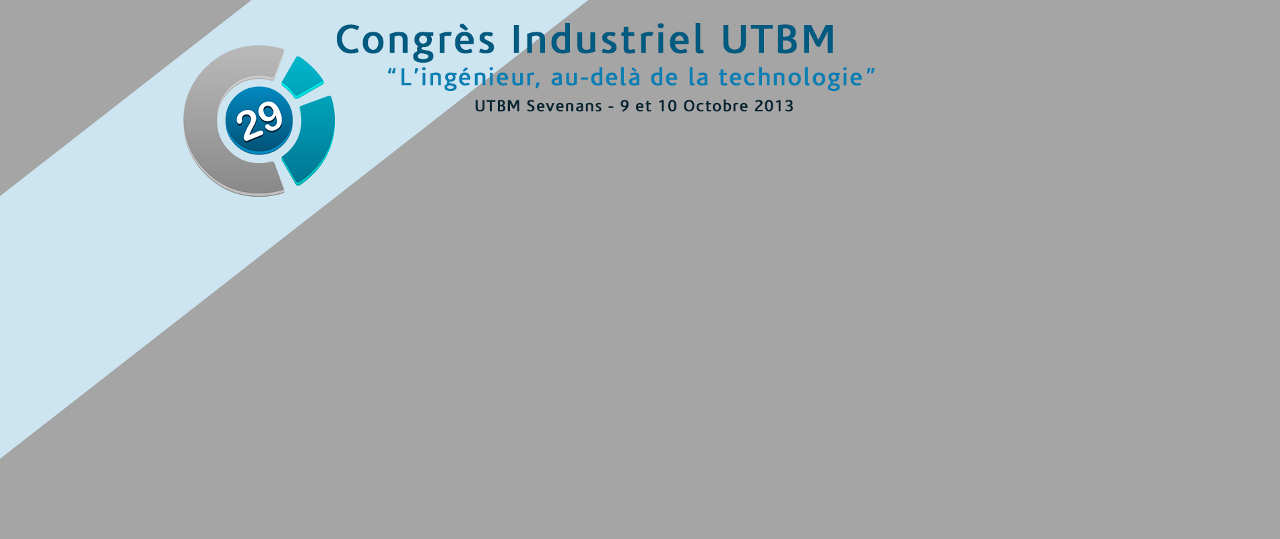 Congrès Industriel UTBM
“L’ingénieur, au-delà de la technologie”
UTBM Sevenans - 9 et 10 Octobre 2013
29